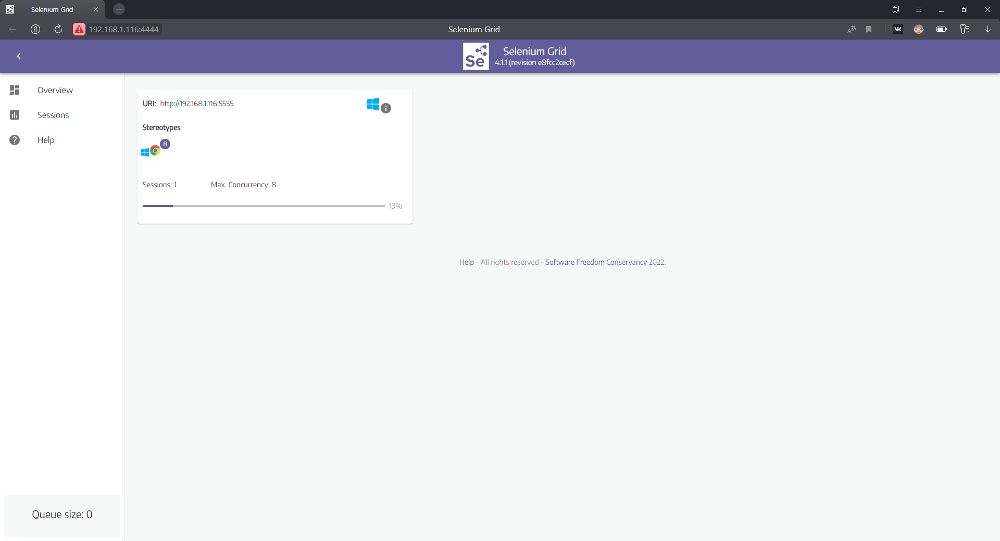 Selenium Grid
192.168.1.116:4444
Selenium Grid
Se
Selenium Grid
4.1.1 (revision e8fcc2cecf)
Overview
Sessions
Help
URI: http://192.168.1.116:5555
Stereotypes
8
Sessions: 1 Max. Concurrency: 8
13%
Help - All rights reserved - Software Freedom Conservancy 2022.
Queue size: 0